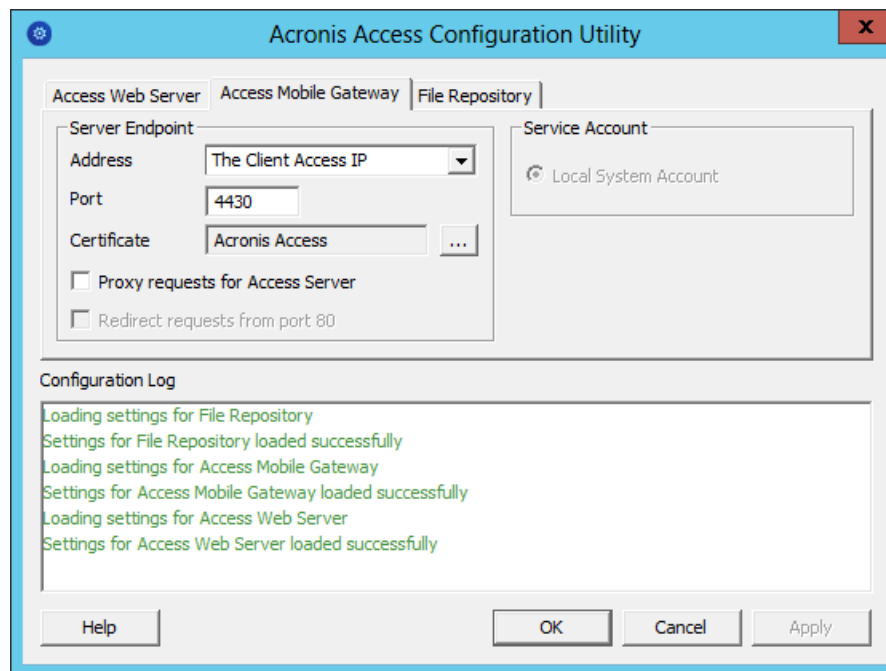 Acronis Access Configuration Utility
x
Access Web Server Access Mobile Gateway File Repository
Server Endpoint
Address The Client Access IP
Port 4430
Certificate Acronis Access ...
Proxy requests for Access Server
Redirect requests from port 80
Service Account
Local System Account
Configuration Log
Loading settings for File Repository
Settings for File Repository loaded successfully
Loading settings for Access Mobile Gateway
Settings for Access Mobile Gateway loaded successfully
Loading settings for Access Web Server
Settings for Access Web Server loaded successfully
Help OK Cancel Apply